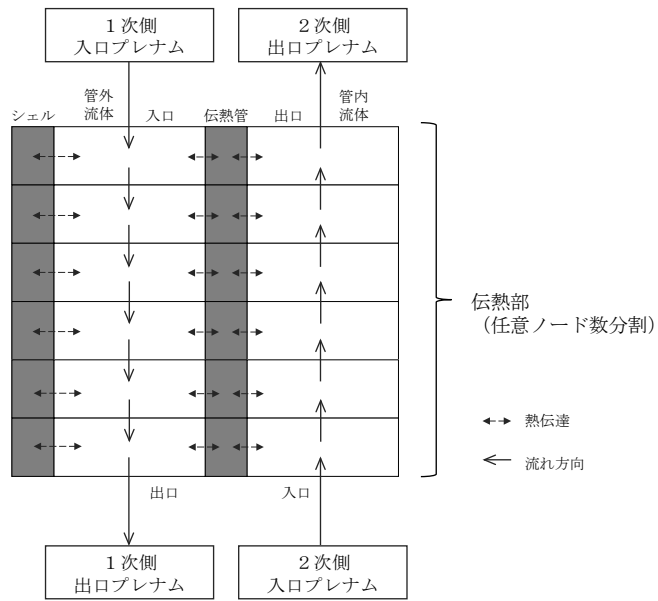 1次側
入口プレナム
2次側
出口プレナム
シェル
管外
流体
入口
伝熱管
出口
管内
流体
伝熱部
（任意ノード数分割）
熱伝達
流れ方向
出口
入口
1次側
出口プレナム
2次側
入口プレナム